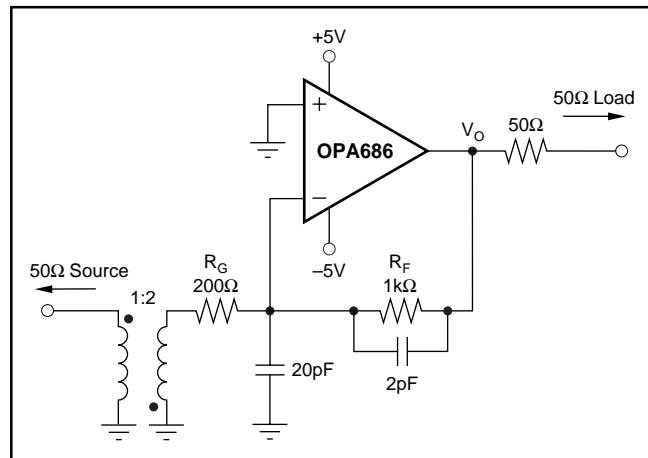 +5V
50Ω Load
+
OPA686
V_O
50Ω
−
−5V
50Ω Source
R_G
200Ω
R_F
1kΩ
1:2
20pF
2pF